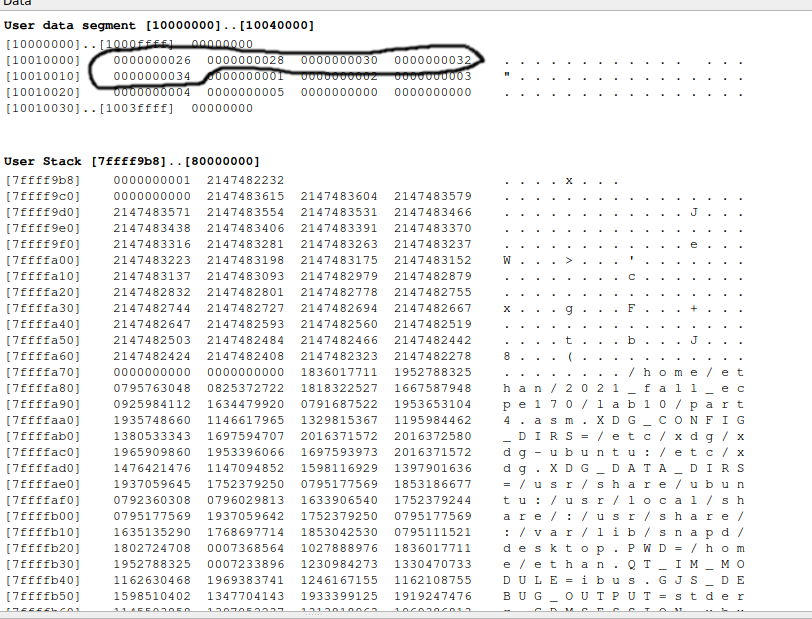 Data
User data segment [10000000]..[10040000]
[10000000]..[1000ffff] 00000000
[10010000] 0000000026 0000000028 0000000030 0000000032 . . . . . . . . . . . . . . . .
[10010010] 0000000034 0000000001 0000000002 0000000003 " . . . . . . . . . . . . . . .
[10010020] 0000000004 0000000005 0000000000 0000000000 . . . . . . . . . . . . . . . .
[10010030]..[1003ffff] 00000000
User Stack [7ffff9b8]..[80000000]
[7ffff9b8] 0000000001 2147482232 . . . . x . . .
[7ffff9c0] 0000000000 2147483615 2147483604 2147483579 . . . . . . . . . . . . . . . .
[7ffff9d0] 2147483571 2147483554 2147483531 2147483466 . . . . . . . . . . . . J . . .
[7ffff9e0] 2147483438 2147483406 2147483391 2147483370 . . . . . . . . . . . . . . . .
[7ffff9f0] 2147483316 2147483281 2147483263 2147483237 . . . . . . . . . . . . e . . .
[7ffffa00] 2147483223 2147483198 2147483175 2147483152 W . . . > . . . ' . . . . . . .
[7ffffa10] 2147483137 2147483093 2147482979 2147482879 . . . . . . . . c . . . . . . .
[7ffffa20] 2147482832 2147482801 2147482778 2147482755 . . . . . . . . . . . . . . . .
[7ffffa30] 2147482744 2147482727 2147482694 2147482667 x . . . g . . . F . . . + . . .
[7ffffa40] 2147482647 2147482593 2147482560 2147482519 . . . . . . . . . . . . . . . .
[7ffffa50] 2147482503 2147482484 2147482466 2147482442 . . . . t . . . b . . . J . . .
[7ffffa60] 2147482424 2147482408 2147482323 2147482278 8 . . . ( . . . . . . . . . . .
[7ffffa70] 0000000000 0000000000 1836017711 1952788325 . . . . . . . . / h o m e / e t
[7ffffa80] 0795763048 0825372722 1818322527 1667587948 h a n / 2 0 2 1 _ f a l l _ e c
[7ffffa90] 0925984112 1634479920 0791687522 1953653104 p e 1 7 0 / l a b 1 0 / p a r t
[7ffffaa0] 1935748660 1146617965 1329815367 1195984462 4 . a s m . X D G _ C O N F I G
[7ffffab0] 1380533343 1697594707 2016371572 2016372580 _ D I R S = / e t c / x d g / x
[7ffffac0] 1965909860 1953396066 1697593973 2016371572 d g - u b u n t u : / e t c / x
[7ffffad0] 1476421476 1147094852 1598116929 1397901636 d g . X D G _ D A T A _ D I R S
[7ffffae0] 1937059645 1752379250 0795177569 1853186677 = / u s r / s h a r e / u b u n
[7ffffaf0] 0792360308 0796029813 1633906540 1752379244 t u : / u s r / l o c a l / s h
[7ffffb00] 0795177569 1937059642 1752379250 0795177569 a r e / : / u s r / s h a r e /
[7ffffb10] 1635135290 1768697714 1853042530 0795111521 : / v a r / l i b / s n a p d /
[7ffffb20] 1802724708 0007368564 1027888976 1836017711 d e s k t o p . P W D = / h o m
[7ffffb30] 1952788325 0007233896 1230984273 1330470733 e / e t h a n . Q T _ I M _ M O
[7ffffb40] 1162630468 1969383741 1246167155 1162108755 D U L E = i b u s . G J S _ D E
[7ffffb50] 1598510402 1347704143 1933399125 1919247476 B U G _ O U T P U T = s t d e r